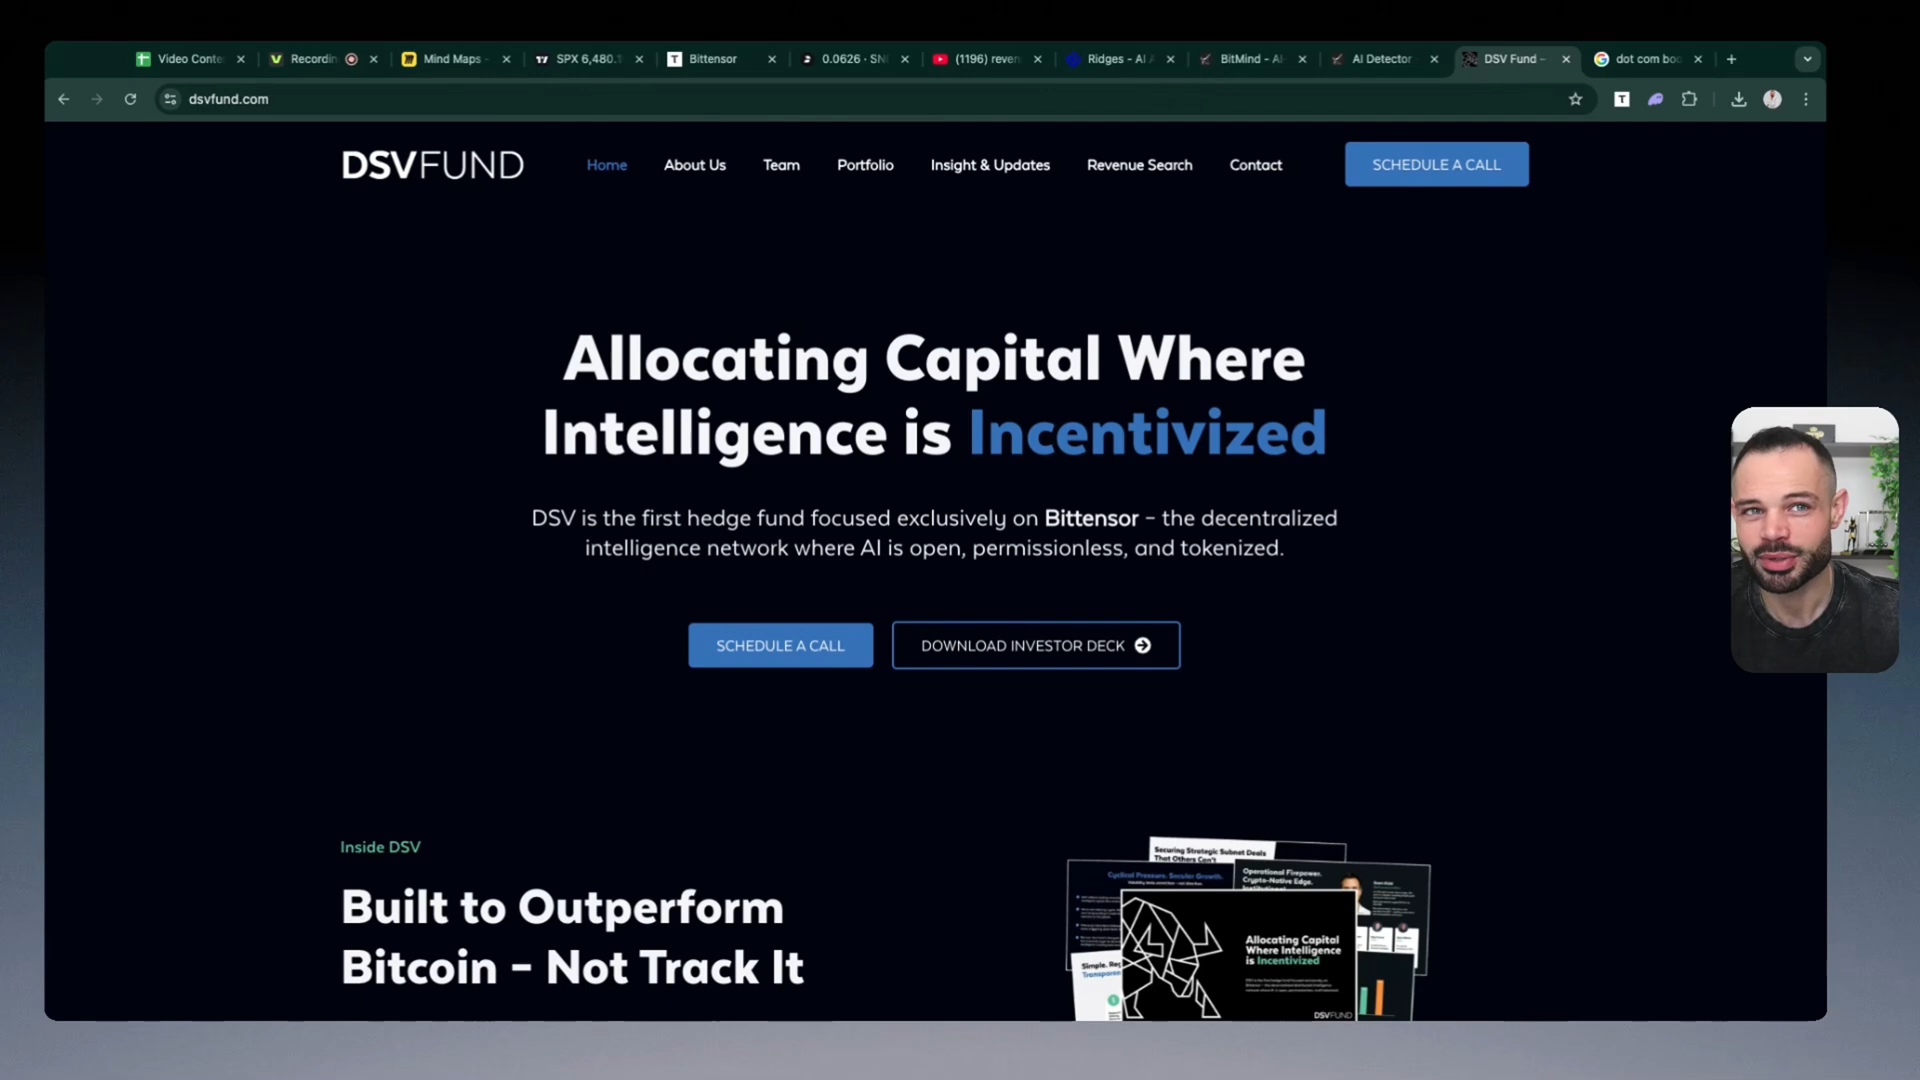 Video Conte
Recordin
Mind Maps -
SPX 6,480.1
Bittensor
0.0626 · SN
(1196) reven
Ridges - AI A
BitMind - AI
AI Detector
DSV Fund -
dot com boo
dsvfund.com
DSVFUND
Home
About Us
Team
Portfolio
Insight & Updates
Revenue Search
Contact
SCHEDULE A CALL
Allocating Capital Where
Intelligence is Incentivized
DSV is the first hedge fund focused exclusively on Bittensor – the decentralized
intelligence network where AI is open, permissionless, and tokenized.
SCHEDULE A CALL
DOWNLOAD INVESTOR DECK
Inside DSV
Built to Outperform
Bitcoin – Not Track It
Securing Strategic Subnet Deals
That Others Can't
Cyclical Pressure. Secular Growth.
Operational Firepower.
Crypto-Native Edge.
Allocating Capital
Where Intelligence
is Incentivized
DSVFUND